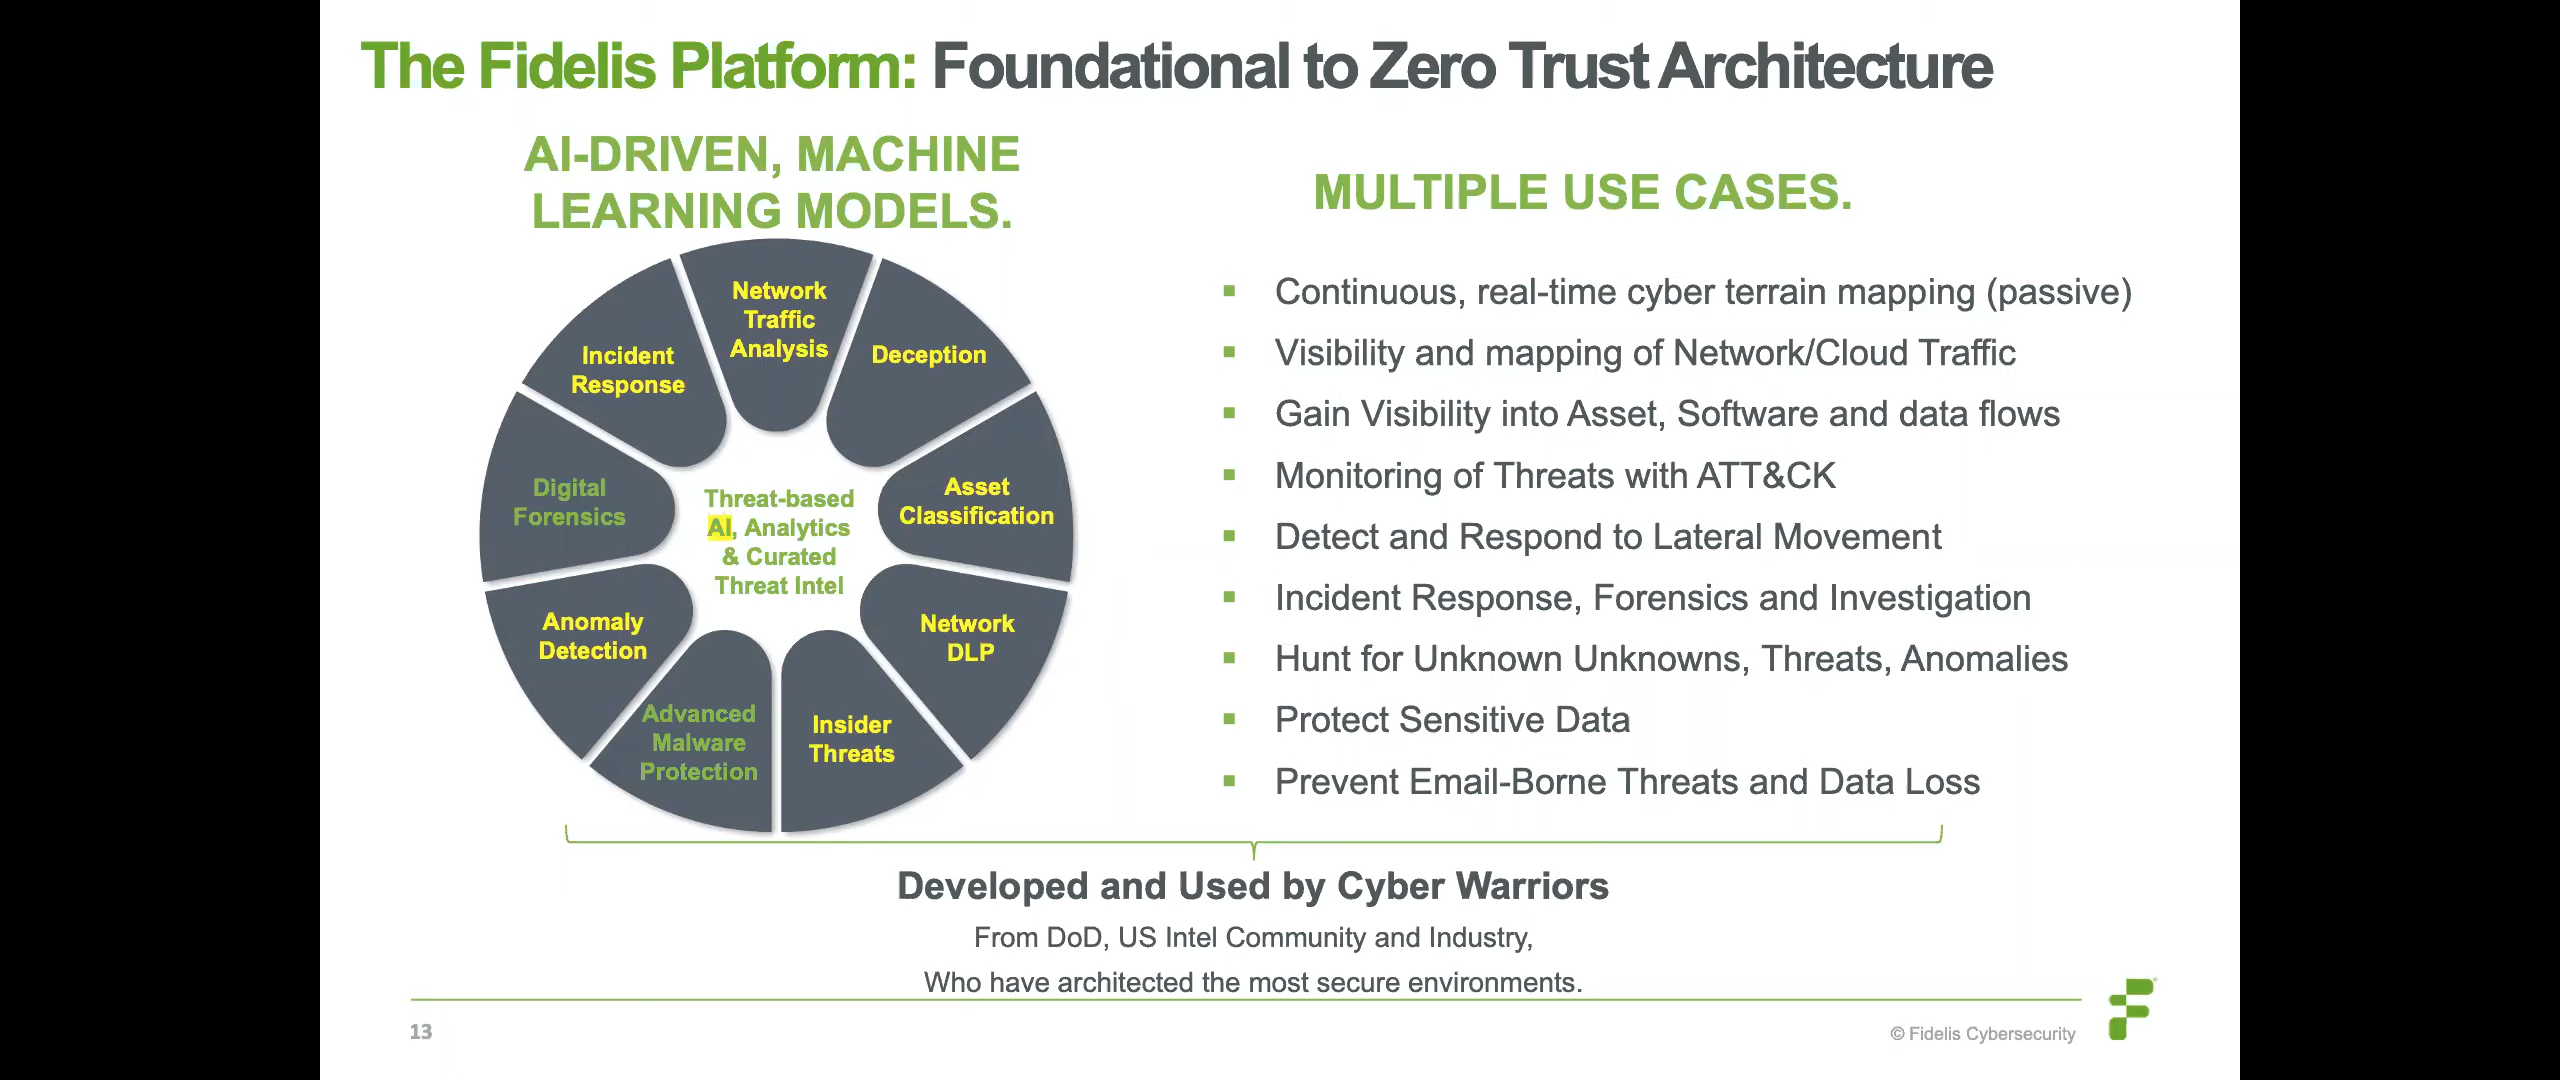 The Fidelis Platform: Foundational to Zero Trust Architecture
AI-DRIVEN, MACHINE
LEARNING MODELS.
Network
Traffic
Analysis
Deception
Asset
Classification
Network
DLP
Insider
Threats
Advanced
Malware
Protection
Anomaly
Detection
Digital
Forensics
Incident
Response
Threat-based
AI, Analytics
& Curated
Threat Intel
MULTIPLE USE CASES.
▪ Continuous, real-time cyber terrain mapping (passive)
▪ Visibility and mapping of Network/Cloud Traffic
▪ Gain Visibility into Asset, Software and data flows
▪ Monitoring of Threats with ATT&CK
▪ Detect and Respond to Lateral Movement
▪ Incident Response, Forensics and Investigation
▪ Hunt for Unknown Unknowns, Threats, Anomalies
▪ Protect Sensitive Data
▪ Prevent Email-Borne Threats and Data Loss
Developed and Used by Cyber Warriors
From DoD, US Intel Community and Industry,
Who have architected the most secure environments.
13
© Fidelis Cybersecurity